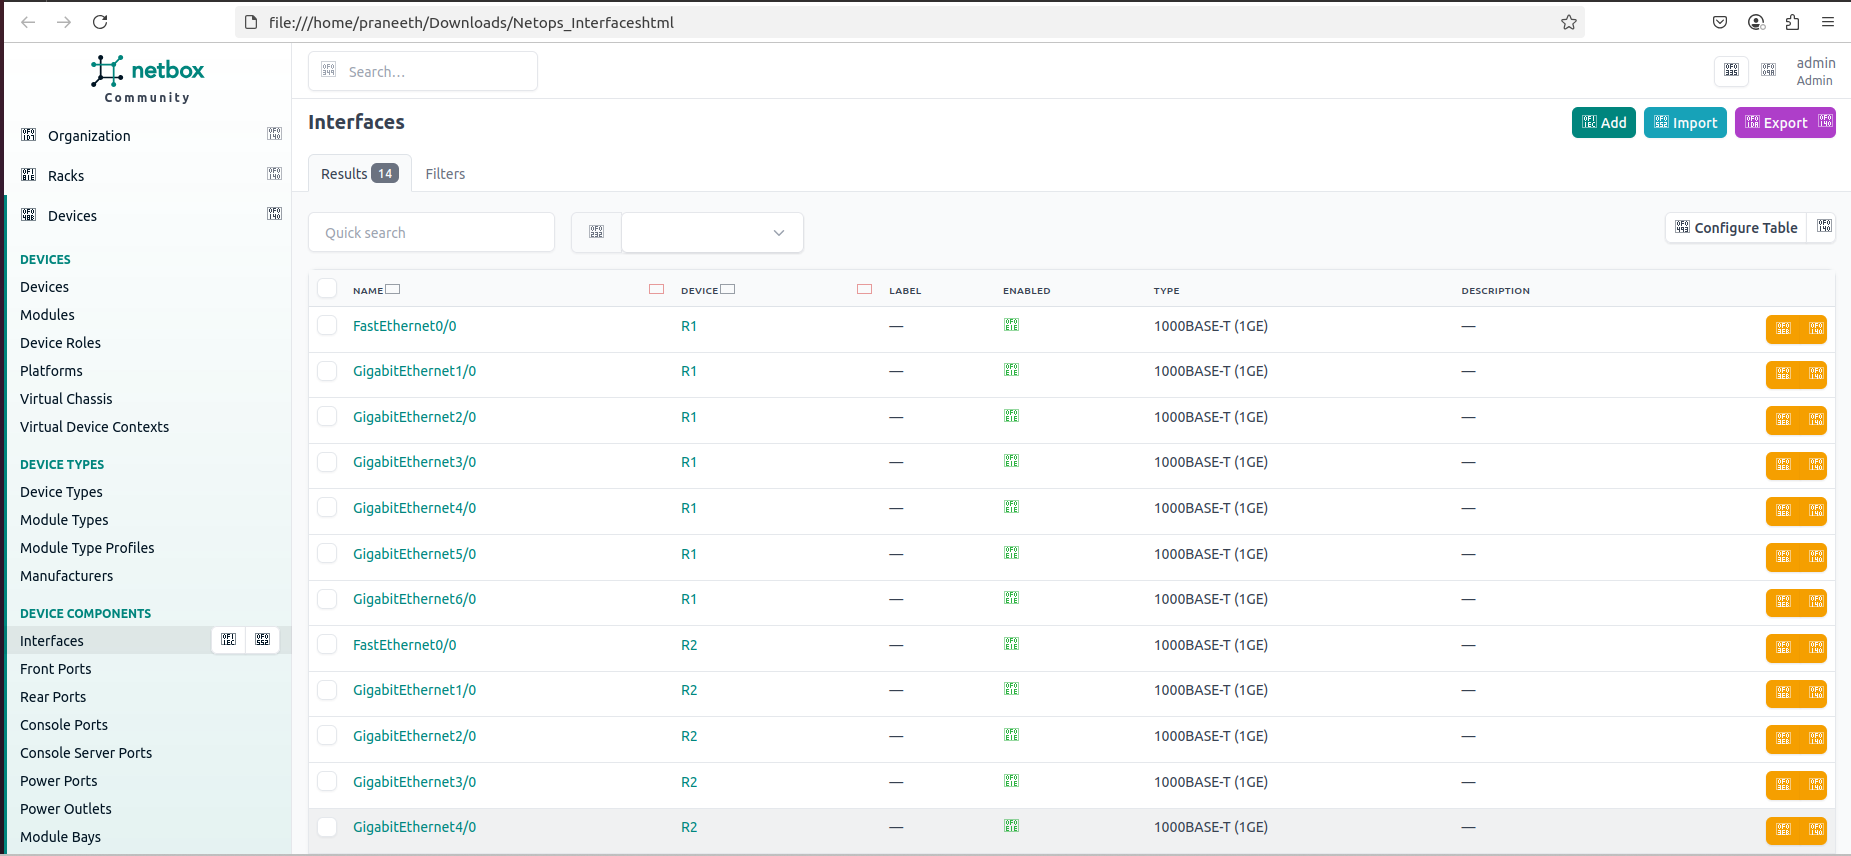 file:///home/praneeth/Downloads/Netops_Interfaceshtml
netbox
Community
Search...
admin
Admin
Organization
Racks
Devices
DEVICES
Devices
Modules
Device Roles
Platforms
Virtual Chassis
Virtual Device Contexts
DEVICE TYPES
Device Types
Module Types
Module Type Profiles
Manufacturers
DEVICE COMPONENTS
Interfaces
Front Ports
Rear Ports
Console Ports
Console Server Ports
Power Ports
Power Outlets
Module Bays
Interfaces
Add Import Export
Results 14 Filters
Quick search
Configure Table
NAME DEVICE LABEL ENABLED TYPE DESCRIPTION
FastEthernet0/0 R1 — 1000BASE-T (1GE) —
GigabitEthernet1/0 R1 — 1000BASE-T (1GE) —
GigabitEthernet2/0 R1 — 1000BASE-T (1GE) —
GigabitEthernet3/0 R1 — 1000BASE-T (1GE) —
GigabitEthernet4/0 R1 — 1000BASE-T (1GE) —
GigabitEthernet5/0 R1 — 1000BASE-T (1GE) —
GigabitEthernet6/0 R1 — 1000BASE-T (1GE) —
FastEthernet0/0 R2 — 1000BASE-T (1GE) —
GigabitEthernet1/0 R2 — 1000BASE-T (1GE) —
GigabitEthernet2/0 R2 — 1000BASE-T (1GE) —
GigabitEthernet3/0 R2 — 1000BASE-T (1GE) —
GigabitEthernet4/0 R2 — 1000BASE-T (1GE) —